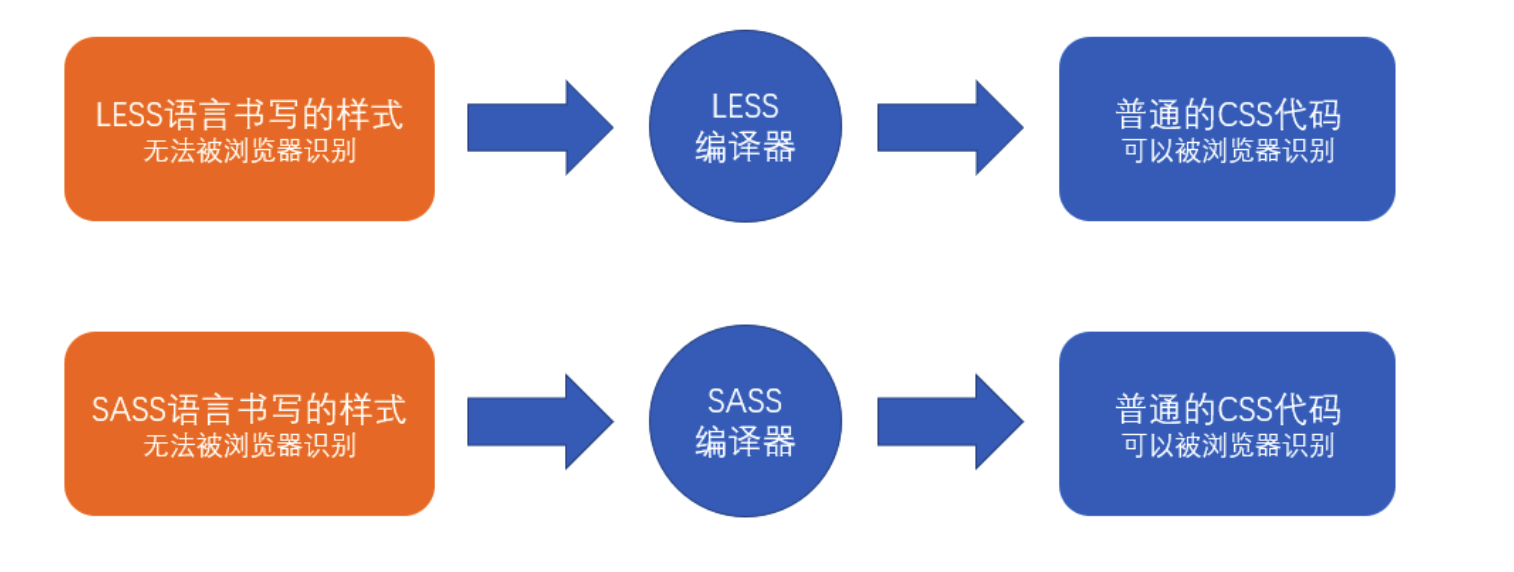 LESS语言书写的样式
无法被浏览器识别
LESS
编译器
普通的CSS代码
可以被浏览器识别
SASS语言书写的样式
无法被浏览器识别
SASS
编译器
普通的CSS代码
可以被浏览器识别